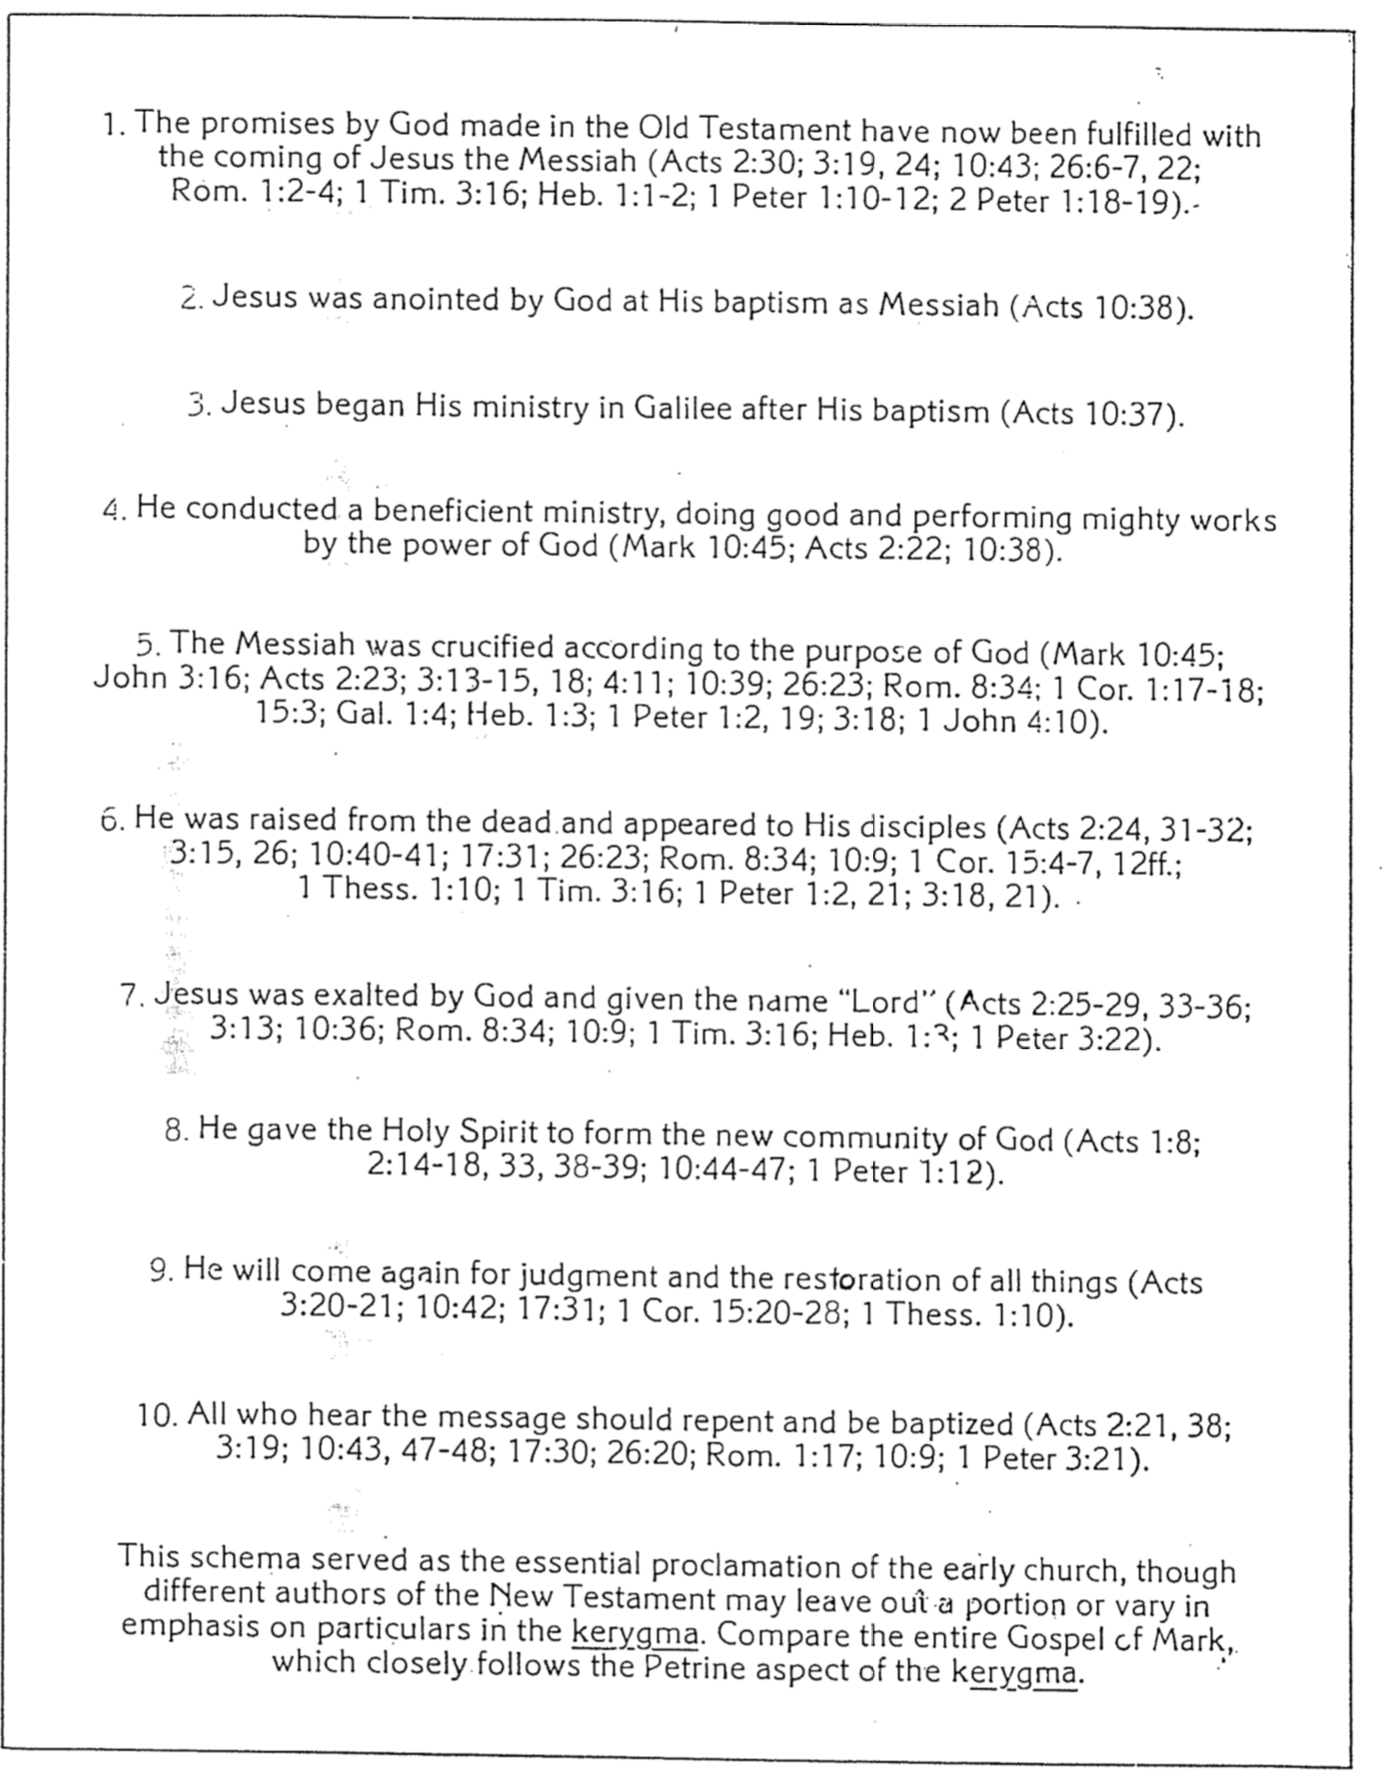 1. The promises by God made in the Old Testament have now been fulfilled with
the coming of Jesus the Messiah (Acts 2:30; 3:19, 24; 10:43; 26:6-7, 22;
Rom. 1:2-4; 1 Tim. 3:16; Heb. 1:1-2; 1 Peter 1:10-12; 2 Peter 1:18-19).
2. Jesus was anointed by God at His baptism as Messiah (Acts 10:38).
3. Jesus began His ministry in Galilee after His baptism (Acts 10:37).
4. He conducted a beneficient ministry, doing good and performing mighty works
by the power of God (Mark 10:45; Acts 2:22; 10:38).
5. The Messiah was crucified according to the purpose of God (Mark 10:45;
John 3:16; Acts 2:23; 3:13-15, 18; 4:11; 10:39; 26:23; Rom. 8:34; 1 Cor. 1:17-18;
15:3; Gal. 1:4; Heb. 1:3; 1 Peter 1:2, 19; 3:18; 1 John 4:10).
6. He was raised from the dead and appeared to His disciples (Acts 2:24, 31-32;
3:15, 26; 10:40-41; 17:31; 26:23; Rom. 8:34; 10:9; 1 Cor. 15:4-7, 12ff.;
1 Thess. 1:10; 1 Tim. 3:16; 1 Peter 1:2, 21; 3:18, 21).
7. Jesus was exalted by God and given the name “Lord” (Acts 2:25-29, 33-36;
3:13; 10:36; Rom. 8:34; 10:9; 1 Tim. 3:16; Heb. 1:3; 1 Peter 3:22).
8. He gave the Holy Spirit to form the new community of God (Acts 1:8;
2:14-18, 33, 38-39; 10:44-47; 1 Peter 1:12).
9. He will come again for judgment and the restoration of all things (Acts
3:20-21; 10:42; 17:31; 1 Cor. 15:20-28; 1 Thess. 1:10).
10. All who hear the message should repent and be baptized (Acts 2:21, 38;
3:19; 10:43, 47-48; 17:30; 26:20; Rom. 1:17; 10:9; 1 Peter 3:21).
This schema served as the essential proclamation of the early church, though
different authors of the New Testament may leave out a portion or vary in
emphasis on particulars in the kerygma. Compare the entire Gospel of Mark,
which closely follows the Petrine aspect of the kerygma.